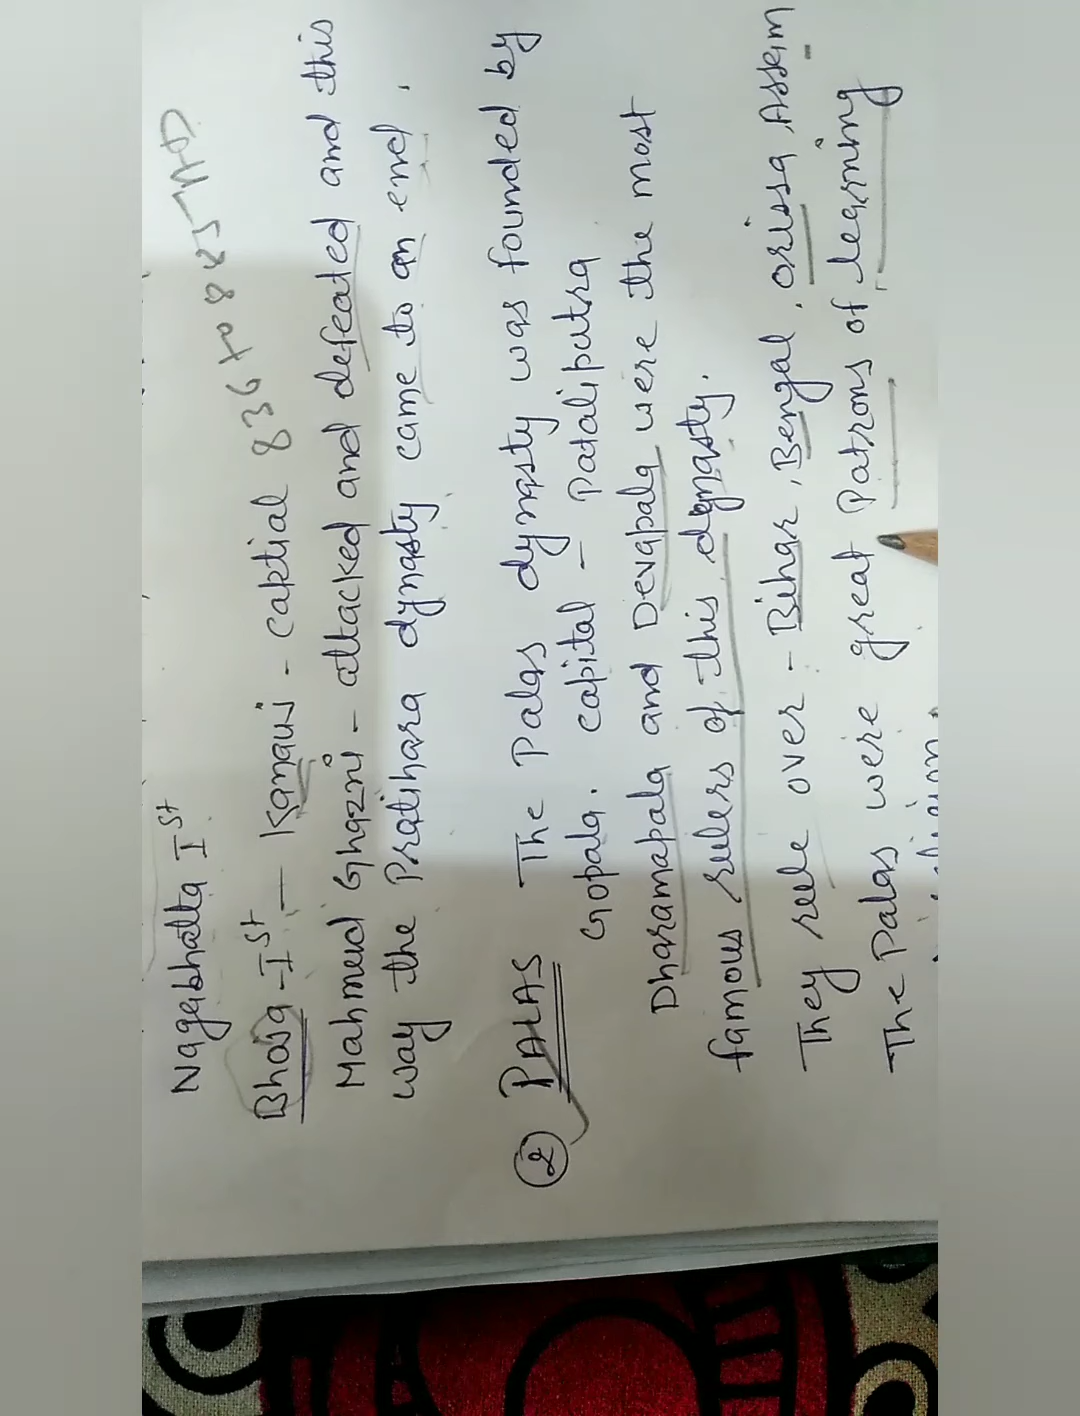 Nagabhatta I st
Bhoja - I st - Kanauj - caktial 836 to 885 AD
Mahmend Ghazni - attacked and defeated and this
way the Pratihara dynasty came to an end.
② PALAS The Palas dynasty was founded by
Gopala. capital - Pataliputra
Dharamapala and Devapala were the most
famous rulers of this dynasty.
They rule over - Bihar, Bengal, orissa, Assam
The Palas were great Patrons of learning